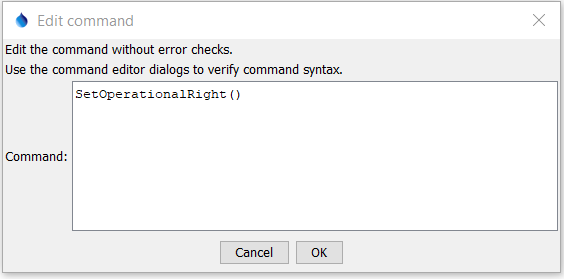 Edit command
Edit the command without error checks.
Use the command editor dialogs to verify command syntax.
SetOperationalRight()
Command:
Cancel OK